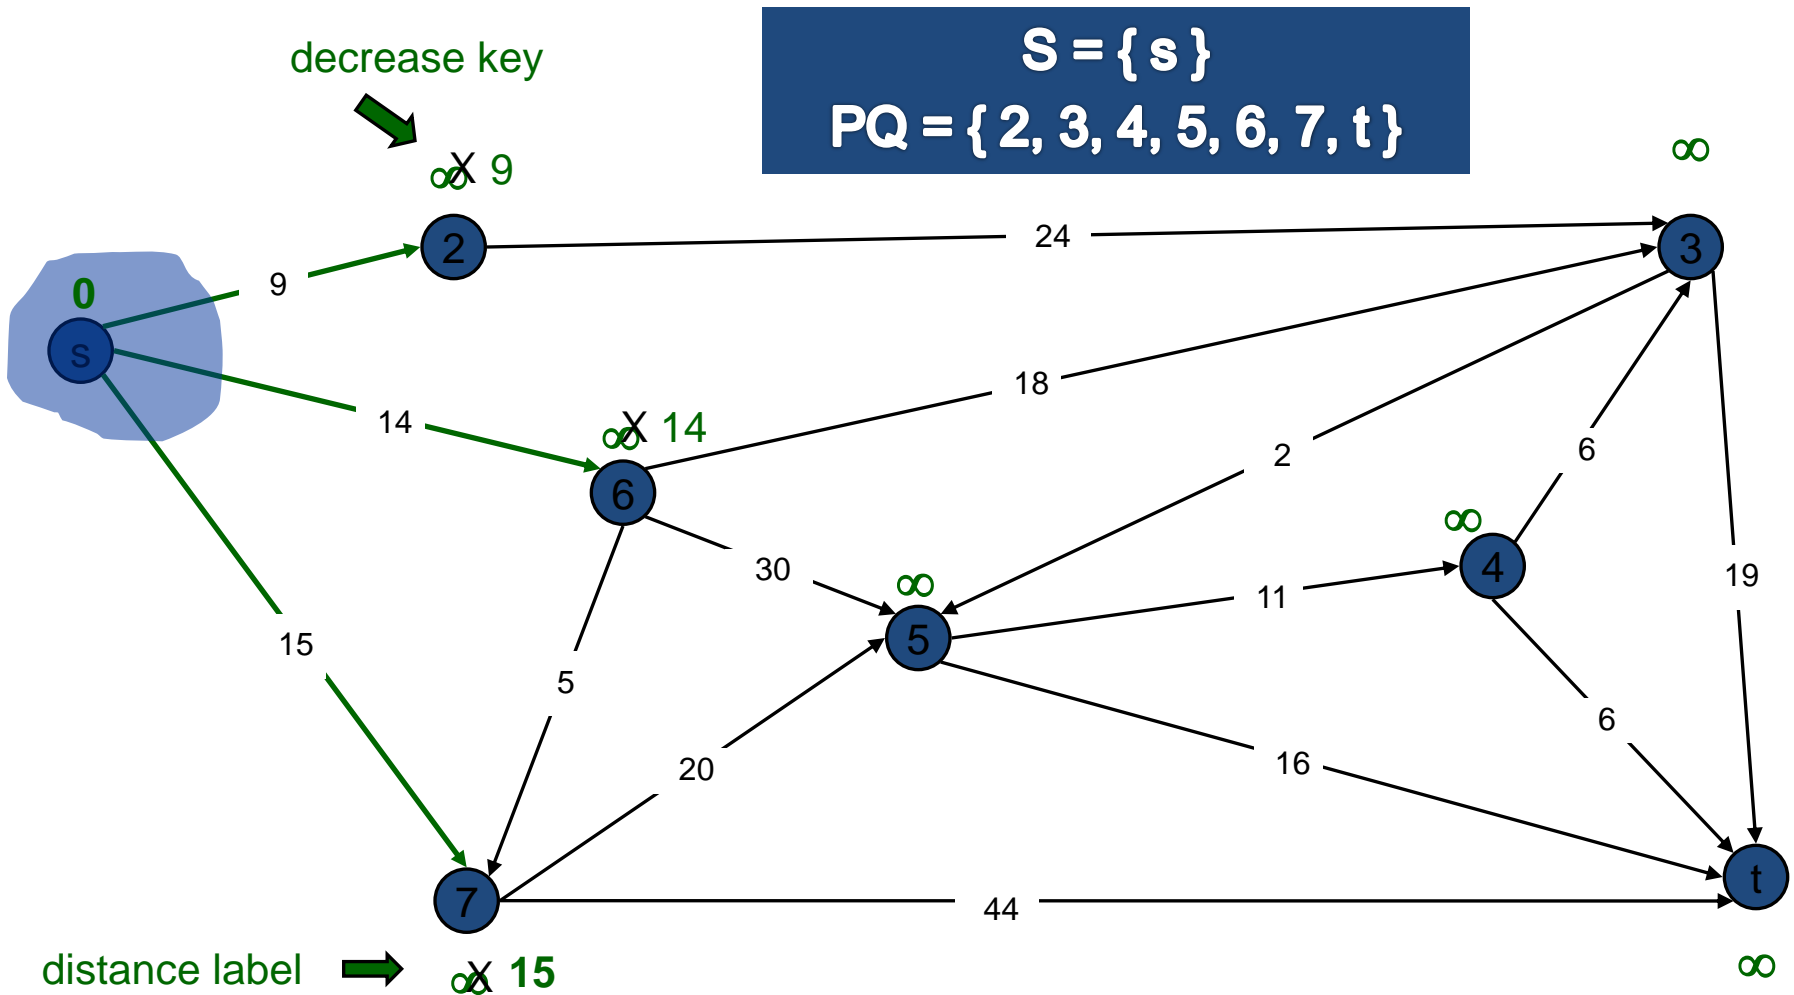 decrease key
S = { s }
PQ = { 2, 3, 4, 5, 6, 7, t }
∞
∞ X 9
2
24
3
0
9
s
18
14
∞ X 14
2
6
6
∞
30
∞
4
19
11
5
15
5
6
20
16
t
7
44
distance label
∞ X 15
∞